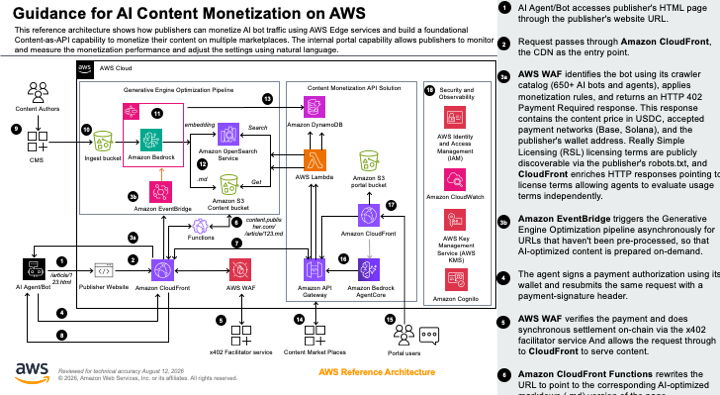 Guidance for AI Content Monetization on AWS
This reference architecture shows how publishers can monetize AI bot traffic using AWS Edge services and build a foundational
Content-as-API capability to monetize their content on multiple marketplaces. The internal portal capability allows publishers to monitor
and measure the monetization performance and adjust the settings using natural language.
aws
AWS Cloud
Generative Engine Optimization Pipeline
Content Monetization API Solution
18
Security and
Observability
Content Authors
9
CMS
10
Ingest bucket
11
Amazon Bedrock
embedding
12
.md
Amazon OpenSearch
Service
Amazon S3
Content bucket
13
Search
Get
Amazon DynamoDB
AWS Lambda
Amazon S3
portal bucket
17
Amazon CloudFront
AWS Identity
and Access
Management
(IAM)
Amazon CloudWatch
AWS Key
Management
Service (AWS
KMS)
Amazon Cognito
3b
Amazon EventBridge
Functions
6
content.publis
her.com/
article/123.md
3a
7
AI Agent/Bot
1
/article/1
23.html
Publisher Website
2
Amazon CloudFront
AWS WAF
Amazon API
Gateway
16
Amazon Bedrock
AgentCore
4
8
5
x402 Facilitator service
14
Content Market Places
15
Portal users
aws
Reviewed for technical accuracy August 12, 2026
© 2026, Amazon Web Services, Inc. or its affiliates. All rights reserved.
AWS Reference Architecture
1
AI Agent/Bot accesses publisher's HTML page
through the publisher's website URL.
2
Request passes through Amazon CloudFront,
the CDN as the entry point.
3a
AWS WAF identifies the bot using its crawler
catalog (650+ AI bots and agents), applies
monetization rules, and returns an HTTP 402
Payment Required response. This response
contains the content price in USDC, accepted
payment networks (Base, Solana), and the
publisher's wallet address. Really Simple
Licensing (RSL) licensing terms are publicly
discoverable via the publisher's robots.txt, and
CloudFront enriches HTTP responses pointing to
license terms allowing agents to evaluate usage
terms independently.
3b
Amazon EventBridge triggers the Generative
Engine Optimization pipeline asynchronously for
URLs that haven't been pre-processed, so that
AI-optimized content is prepared on-demand.
4
The agent signs a payment authorization using its
wallet and resubmits the same request with a
payment-signature header.
5
AWS WAF verifies the payment and does
synchronous settlement on-chain via the x402
facilitator service And allows the request through
to CloudFront to serve content.
6
Amazon CloudFront Functions rewrites the
URL to point to the corresponding AI-optimized